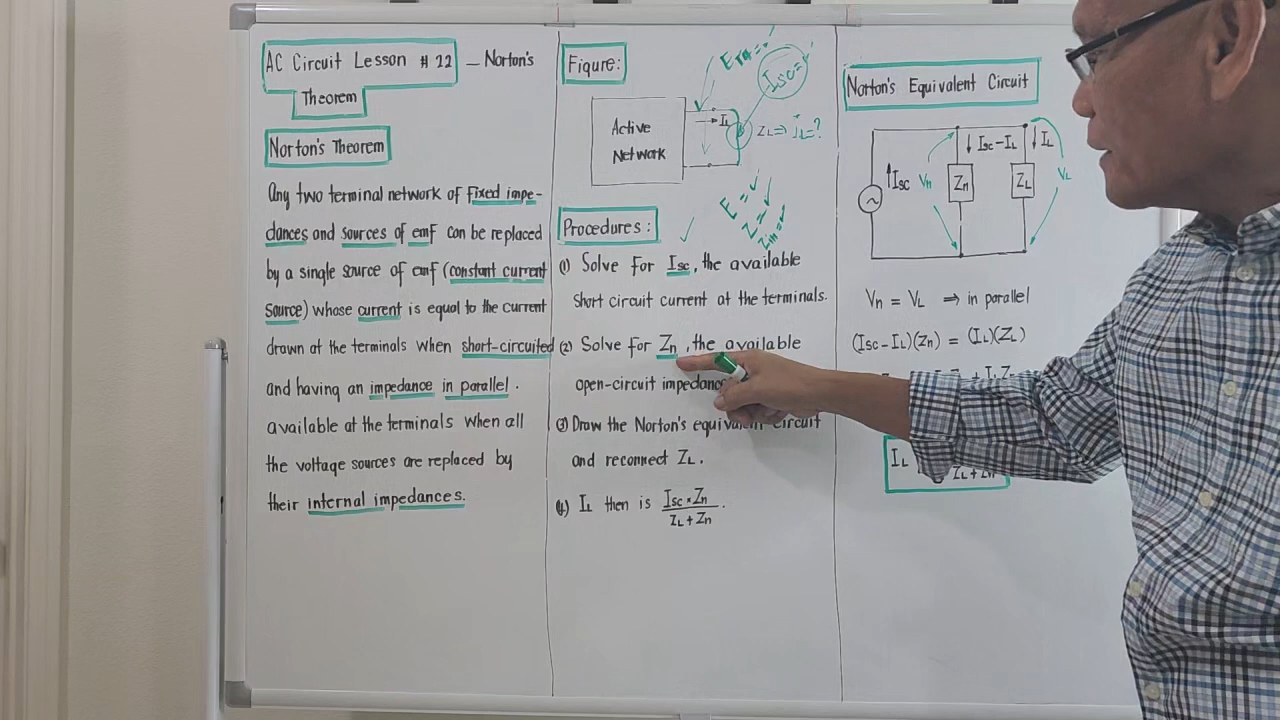 AC Circuit Lesson # 22 – Norton's
Theorem
Norton's Theorem
Any two terminal network of fixed impe-
dances and sources of emf can be replaced
by a single source of emf (constant current
source) whose current is equal to the current
drawn at the terminals when short-circuited
and having an impedance in parallel.
available at the terminals when all
the voltage sources are replaced by
their internal impedances.
Figure:
ETH=✓
Isc=✓
Active
Network
→ IL
ZL ⇒ IL=?
E=✓
Z=✓
Zin=✓
Procedures:
✓
(1) Solve for Isc, the available
short circuit current at the terminals.
(2) Solve for Zn, the available
open-circuit impedance
(3) Draw the Norton's equivalent circuit
and reconnect ZL.
(4) IL then is Isc × Zn
ZL + Zn.
Norton's Equivalent Circuit
↑Isc
Vn
Zn
↓ Isc-IL
ZL
↓ IL
VL
Vn = VL ⇒ in parallel
(Isc-IL)(Zn) = (IL)(ZL)
IL
ZL+Zn